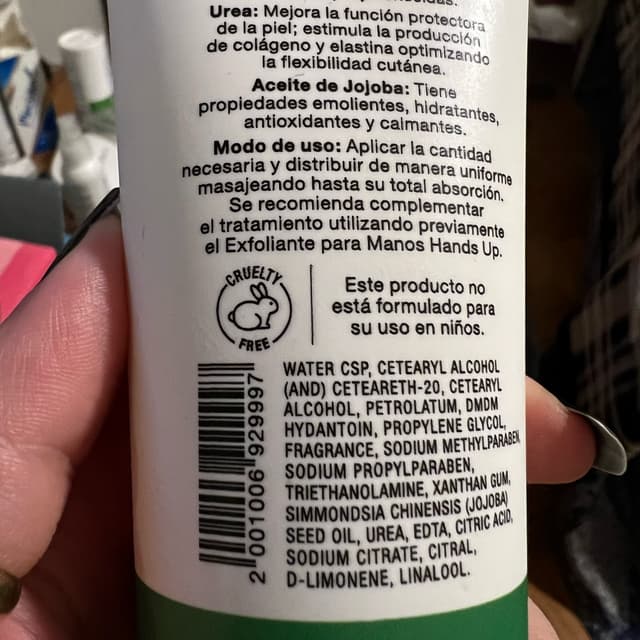 Urea: Mejora la función protectora
de la piel; estimula la producción
de colágeno y elastina optimizando
la flexibilidad cutánea.
Aceite de Jojoba: Tiene
propiedades emolientes, hidratantes,
antioxidantes y calmantes.
Modo de uso: Aplicar la cantidad
necesaria y distribuir de manera uniforme
masajeando hasta su total absorción.
Se recomienda complementar
el tratamiento utilizando previamente
el Exfoliante para Manos Hands Up.
CRUELTY
FREE
Este producto no
está formulado para
su uso en niños.
WATER CSP, CETEARYL ALCOHOL
(AND) CETEARETH-20, CETEARYL
ALCOHOL, PETROLATUM, DMDM
HYDANTOIN, PROPYLENE GLYCOL,
FRAGRANCE, SODIUM METHYLPARABEN,
SODIUM PROPYLPARABEN,
TRIETHANOLAMINE, XANTHAN GUM,
SIMMONDSIA CHINENSIS (JOJOBA)
SEED OIL, UREA, EDTA, CITRIC ACID,
SODIUM CITRATE, CITRAL,
D-LIMONENE, LINALOOL.
2 001006 929997